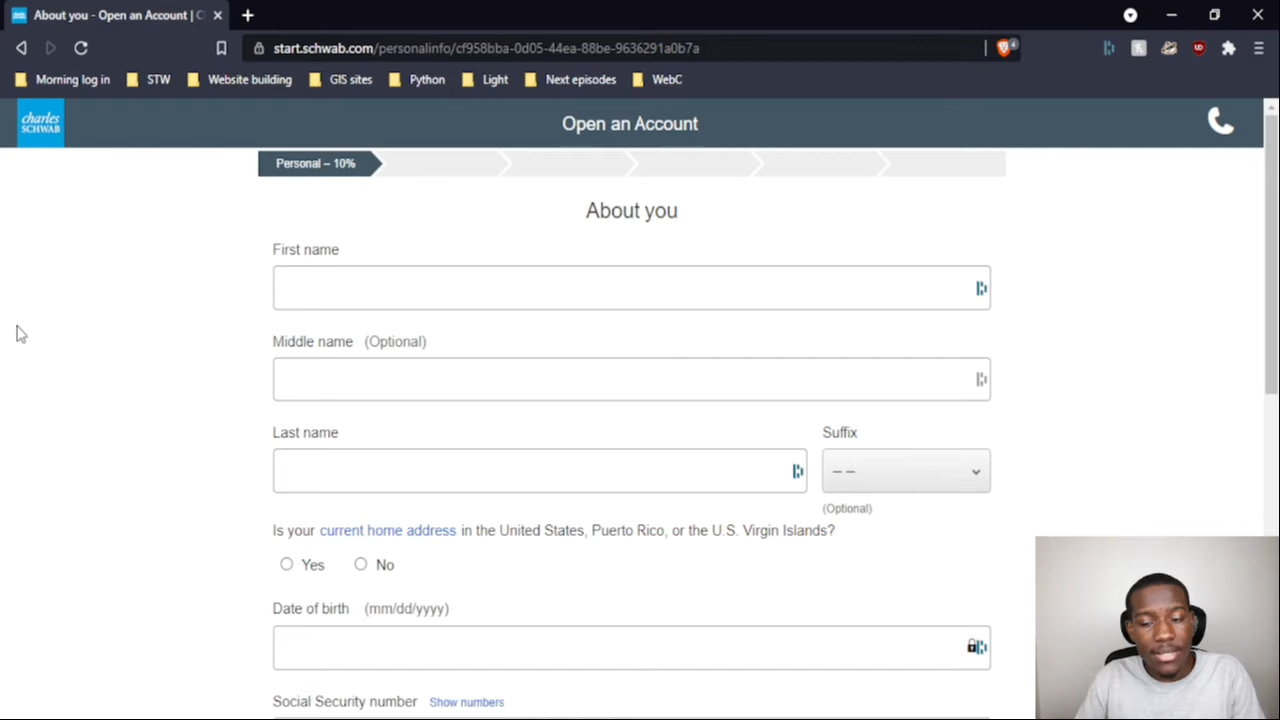 About you - Open an Account | C
start.schwab.com/personalinfo/cf958bba-0d05-44ea-88be-9636291a0b7a
Morning log in STW Website building GIS sites Python Light Next episodes WebC
charles
SCHWAB
Open an Account
Personal – 10%
About you
First name
Middle name (Optional)
Last name
Suffix
– –
(Optional)
Is your current home address in the United States, Puerto Rico, or the U.S. Virgin Islands?
Yes No
Date of birth (mm/dd/yyyy)
Social Security number Show numbers